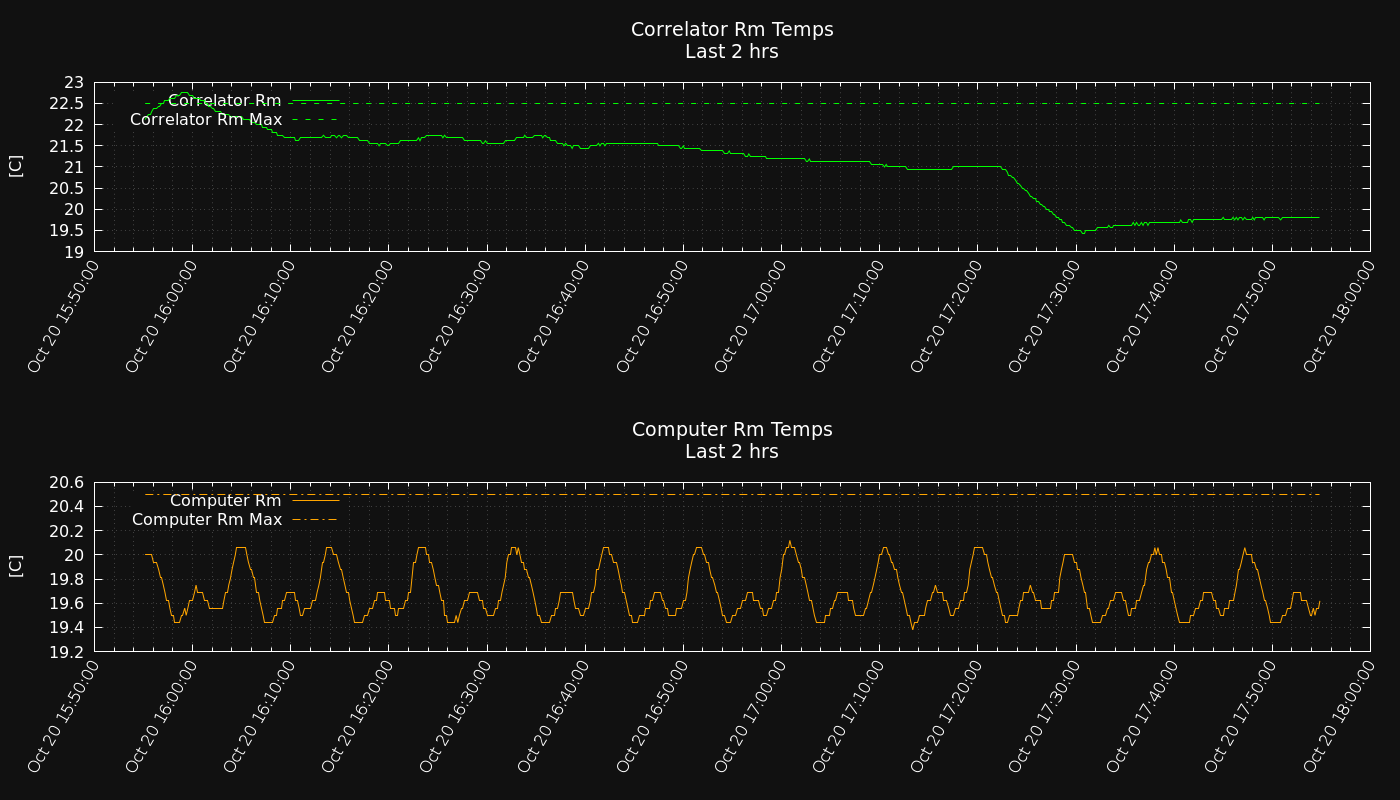 Correlator Rm Temps
Last 2 hrs
23
22.5
22
21.5
21
20.5
20
19.5
19
[C]
Correlator Rm
Correlator Rm Max
Oct 20 15:50:00
Oct 20 16:00:00
Oct 20 16:10:00
Oct 20 16:20:00
Oct 20 16:30:00
Oct 20 16:40:00
Oct 20 16:50:00
Oct 20 17:00:00
Oct 20 17:10:00
Oct 20 17:20:00
Oct 20 17:30:00
Oct 20 17:40:00
Oct 20 17:50:00
Oct 20 18:00:00
Computer Rm Temps
Last 2 hrs
20.6
20.4
20.2
20
19.8
19.6
19.4
19.2
[C]
Computer Rm
Computer Rm Max
Oct 20 15:50:00
Oct 20 16:00:00
Oct 20 16:10:00
Oct 20 16:20:00
Oct 20 16:30:00
Oct 20 16:40:00
Oct 20 16:50:00
Oct 20 17:00:00
Oct 20 17:10:00
Oct 20 17:20:00
Oct 20 17:30:00
Oct 20 17:40:00
Oct 20 17:50:00
Oct 20 18:00:00